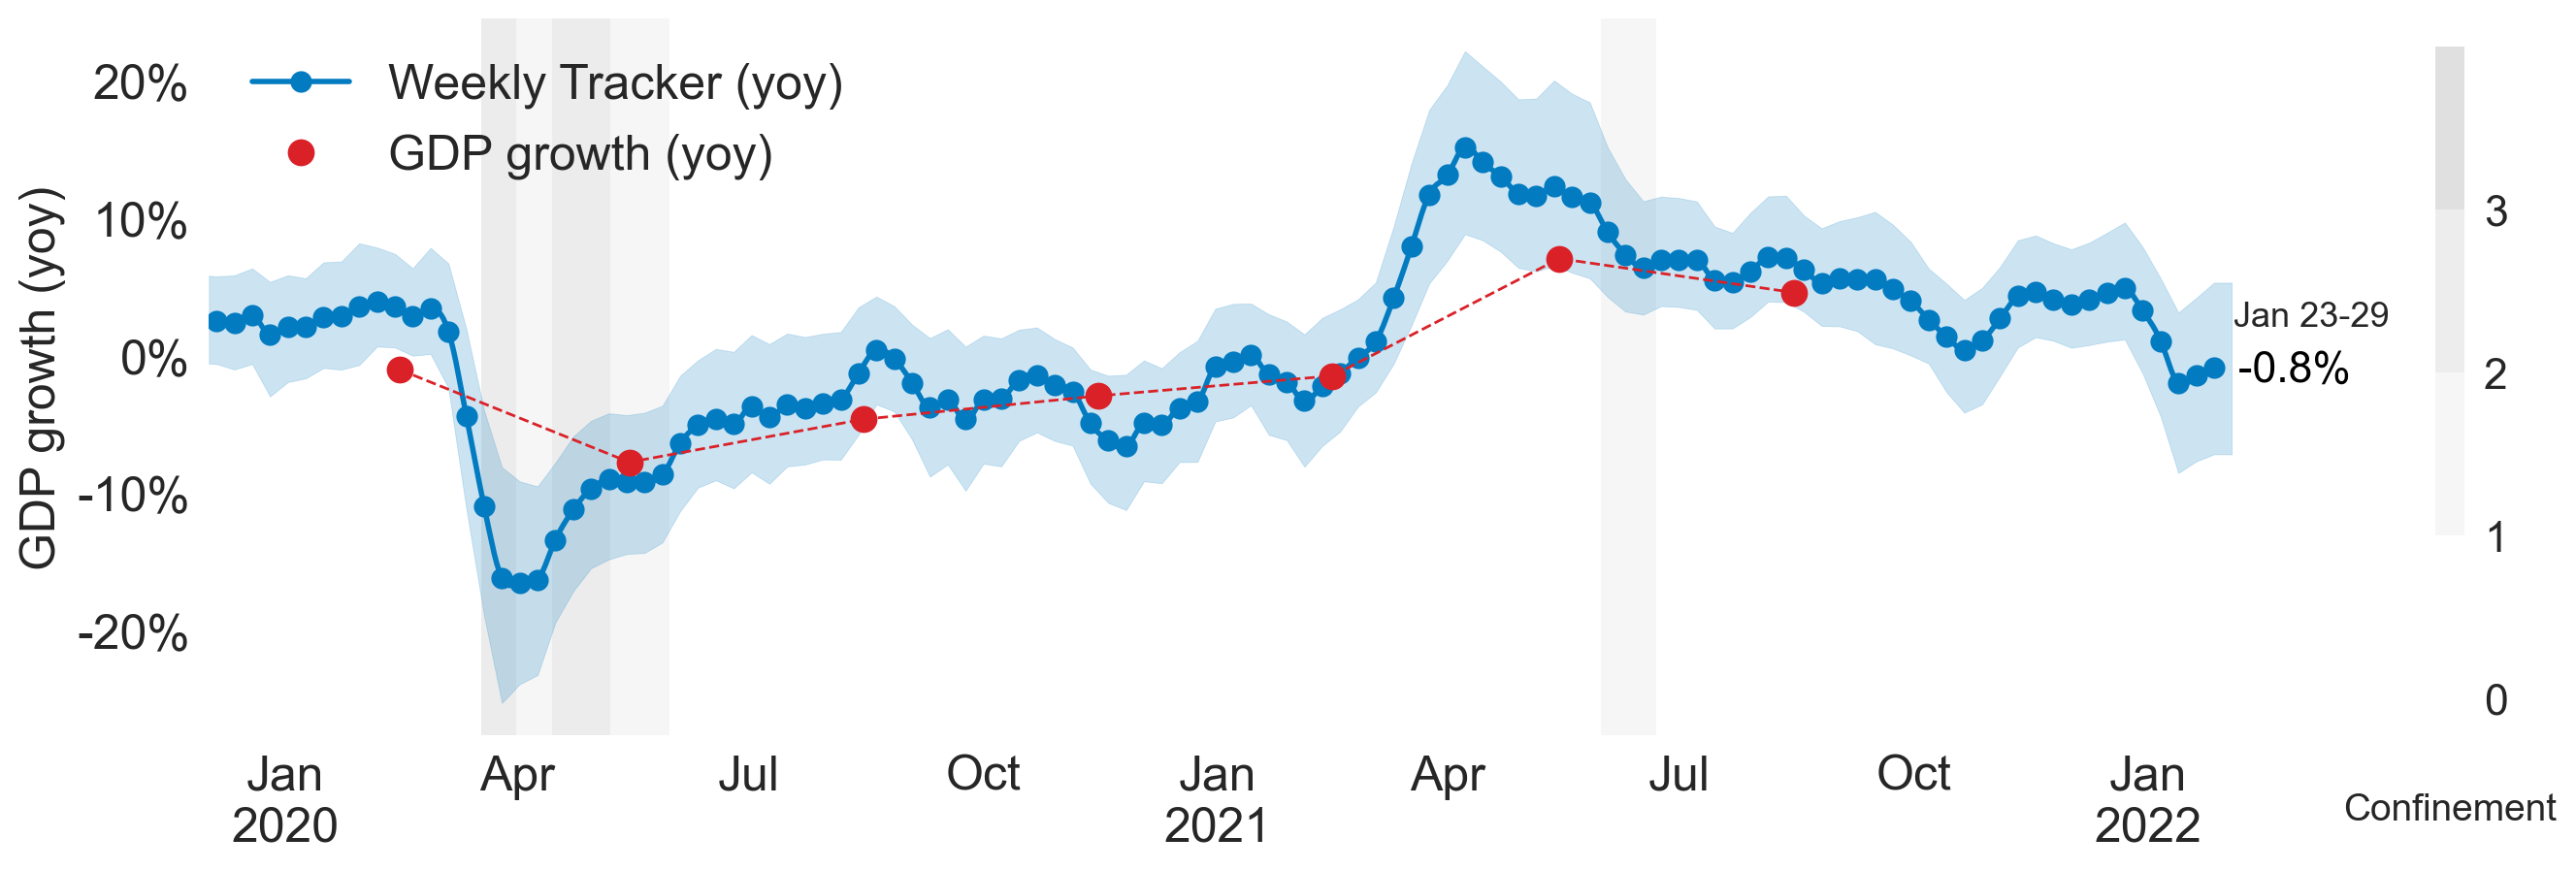 Weekly Tracker (yoy)
GDP growth (yoy)
GDP growth (yoy)
20%
10%
0%
-10%
-20%
Jan 23-29
-0.8%
3
2
1
0
Jan Apr Jul Oct Jan Apr Jul Oct Jan
2020 2021 2022
Confinement